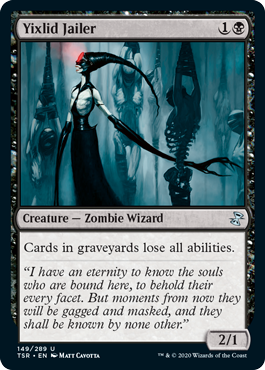 Yixlid Jailer 1
Creature — Zombie Wizard
Cards in graveyards lose all abilities.
“I have an eternity to know the souls
who are bound here, to behold their
every facet. But moments from now they
will be gagged and masked, and they
shall be known by none other.”
2/1
149/289 U
TSR • EN Matt Cavotta ™ & © 2020 Wizards of the Coast